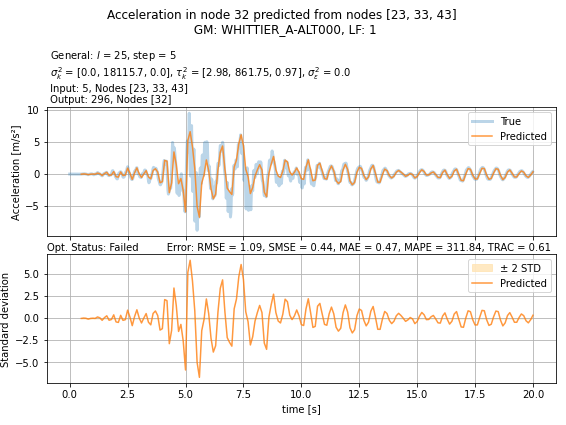 Acceleration in node 32 predicted from nodes [23, 33, 43]
GM: WHITTIER_A-ALT000, LF: 1
General: l = 25, step = 5
σ²ₖ = [0.0, 18115.7, 0.0], τ²ₖ = [2.98, 861.75, 0.97], σ²ε = 0.0
Input: 5, Nodes [23, 33, 43]
Output: 296, Nodes [32]
Acceleration [m/s²]
10
5
0
−5
True
Predicted
Opt. Status: Failed Error: RMSE = 1.09, SMSE = 0.44, MAE = 0.47, MAPE = 311.84, TRAC = 0.61
Standard deviation
5.0
2.5
0.0
−2.5
−5.0
± 2 STD
Predicted
0.0 2.5 5.0 7.5 10.0 12.5 15.0 17.5 20.0
time [s]